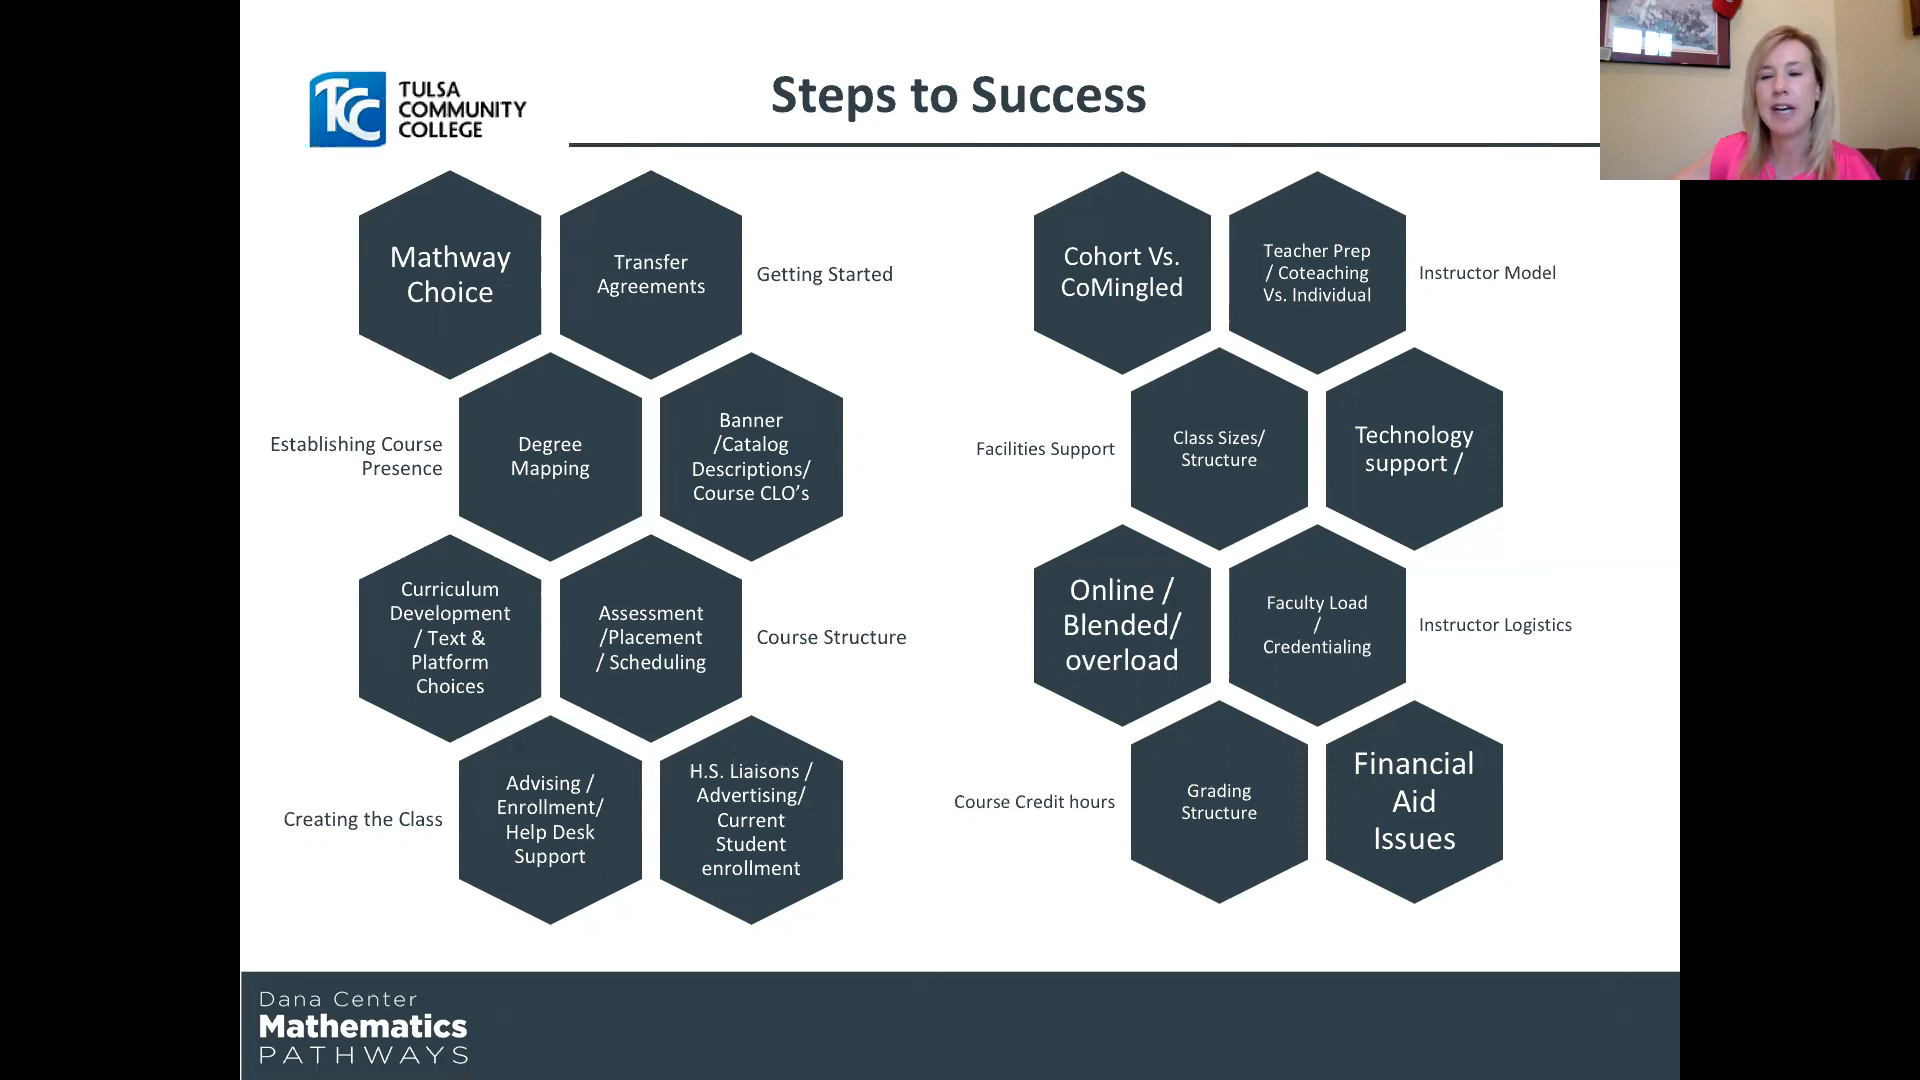 TULSA
COMMUNITY
COLLEGE
TCC
Steps to Success
Mathway
Choice
Transfer
Agreements
Getting Started
Establishing Course
Presence
Degree
Mapping
Banner
/Catalog
Descriptions/
Course CLO’s
Curriculum
Development
/ Text &
Platform
Choices
Assessment
/Placement
/ Scheduling
Course Structure
Creating the Class
Advising /
Enrollment/
Help Desk
Support
H.S. Liaisons /
Advertising/
Current
Student
enrollment
Cohort Vs.
CoMingled
Teacher Prep
/ Coteaching
Vs. Individual
Instructor Model
Facilities Support
Class Sizes/
Structure
Technology
support /
Online /
Blended/
overload
Faculty Load
/
Credentialing
Instructor Logistics
Course Credit hours
Grading
Structure
Financial
Aid
Issues
Dana Center
Mathematics
PATHWAYS